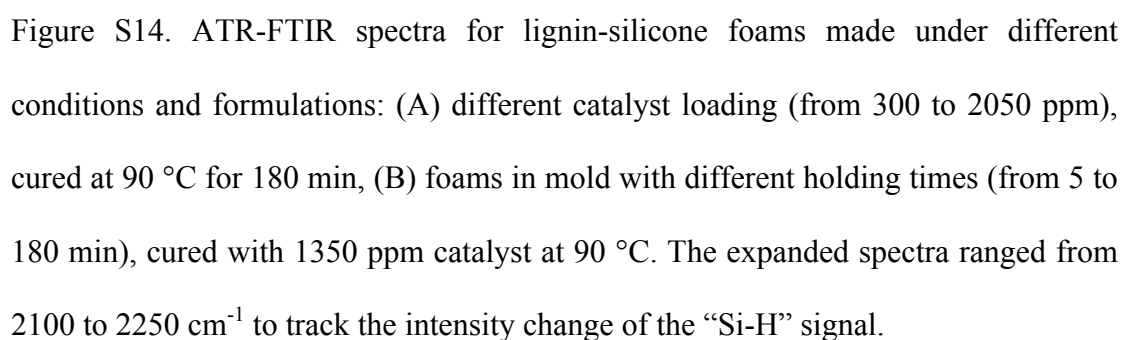 Figure S14. ATR-FTIR spectra for lignin-silicone foams made under different
conditions and formulations: (A) different catalyst loading (from 300 to 2050 ppm),
cured at 90 °C for 180 min, (B) foams in mold with different holding times (from 5 to
180 min), cured with 1350 ppm catalyst at 90 °C. The expanded spectra ranged from
2100 to 2250 cm⁻¹ to track the intensity change of the “Si-H” signal.